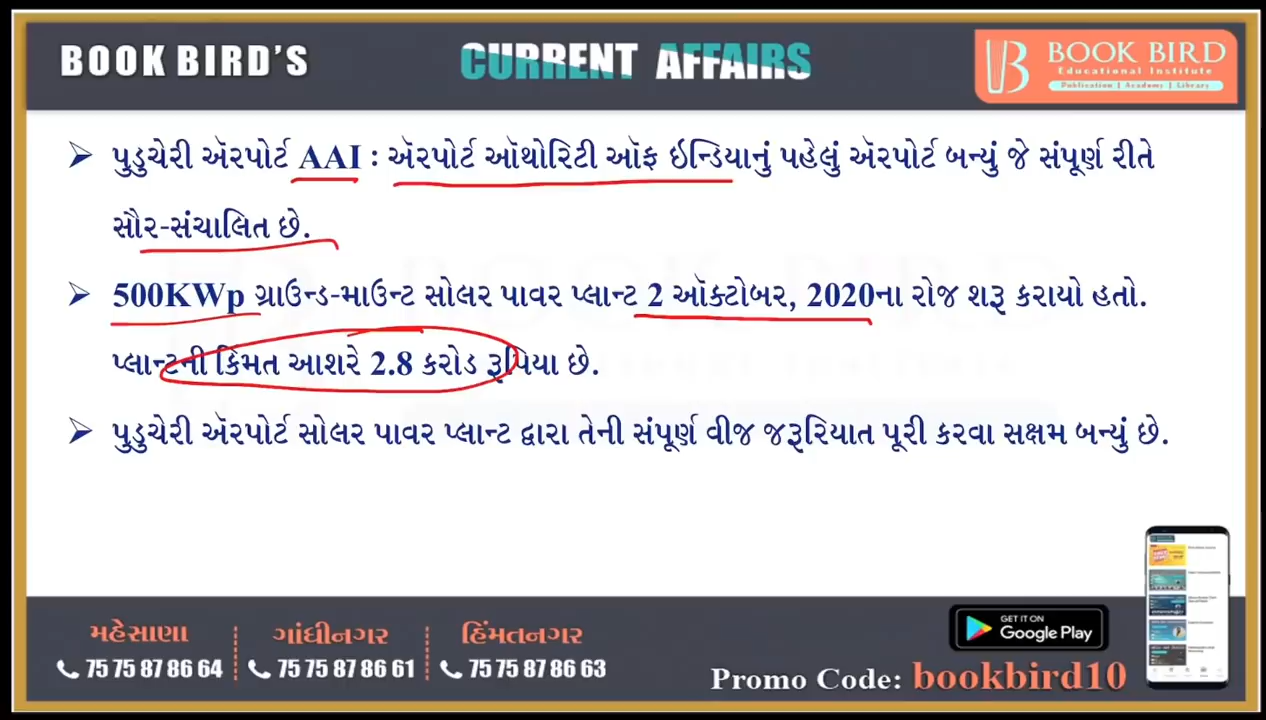 BOOK BIRD'S
CURRENT AFFAIRS
BOOK BIRD
Educational Institute
Publication | Academy | Library
➢ પુડુચેરી ઍરપોર્ટ AAI : ઍરપોર્ટ ઑથોરિટી ઑફ ઇન્ડિયાનું પહેલું ઍરપોર્ટ બન્યું જે સંપૂર્ણ રીતે
સૌર-સંચાલિત છે.
➢ 500KWp ગ્રાઉન્ડ-માઉન્ટ સોલર પાવર પ્લાન્ટ 2 ઑક્ટોબર, 2020ના રોજ શરૂ કરાયો હતો.
પ્લાન્ટની કિંમત આશરે 2.8 કરોડ રૂપિયા છે.
➢ પુડુચેરી ઍરપોર્ટ સોલર પાવર પ્લાન્ટ દ્વારા તેની સંપૂર્ણ વીજ જરૂરિયાત પૂરી કરવા સક્ષમ બન્યું છે.
મહેસાણા
75 75 87 86 64
ગાંધીનગર
75 75 87 86 61
હિંમતનગર
75 75 87 86 63
GET IT ON
Google Play
Promo Code: bookbird10